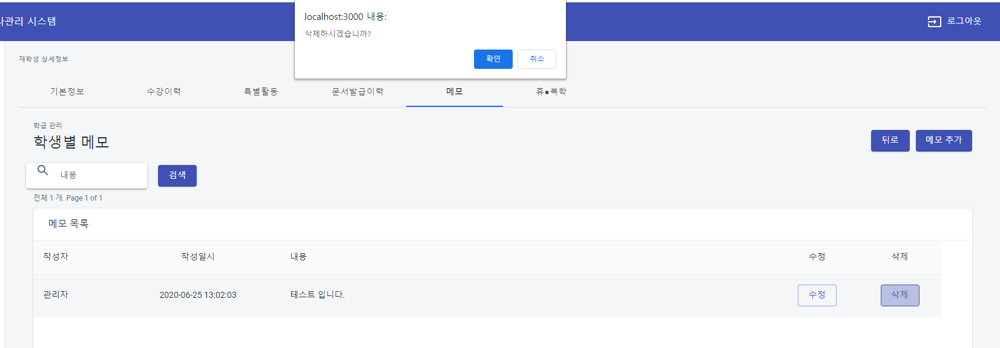 localhost:3000 내용:
삭제하시겠습니까?
확인 취소
관리 시스템
로그아웃
재학생 상세정보
기본정보 수강이력 특별활동 문서발급이력 메모 휴●복학
학급 관리
학생별 메모
뒤로 메모 추가
내용 검색
전체 1 개. Page 1 of 1
메모 목록
작성자 작성일시 내용 수정 삭제
관리자 2020-06-25 13:02:03 테스트 입니다. 수정 삭제